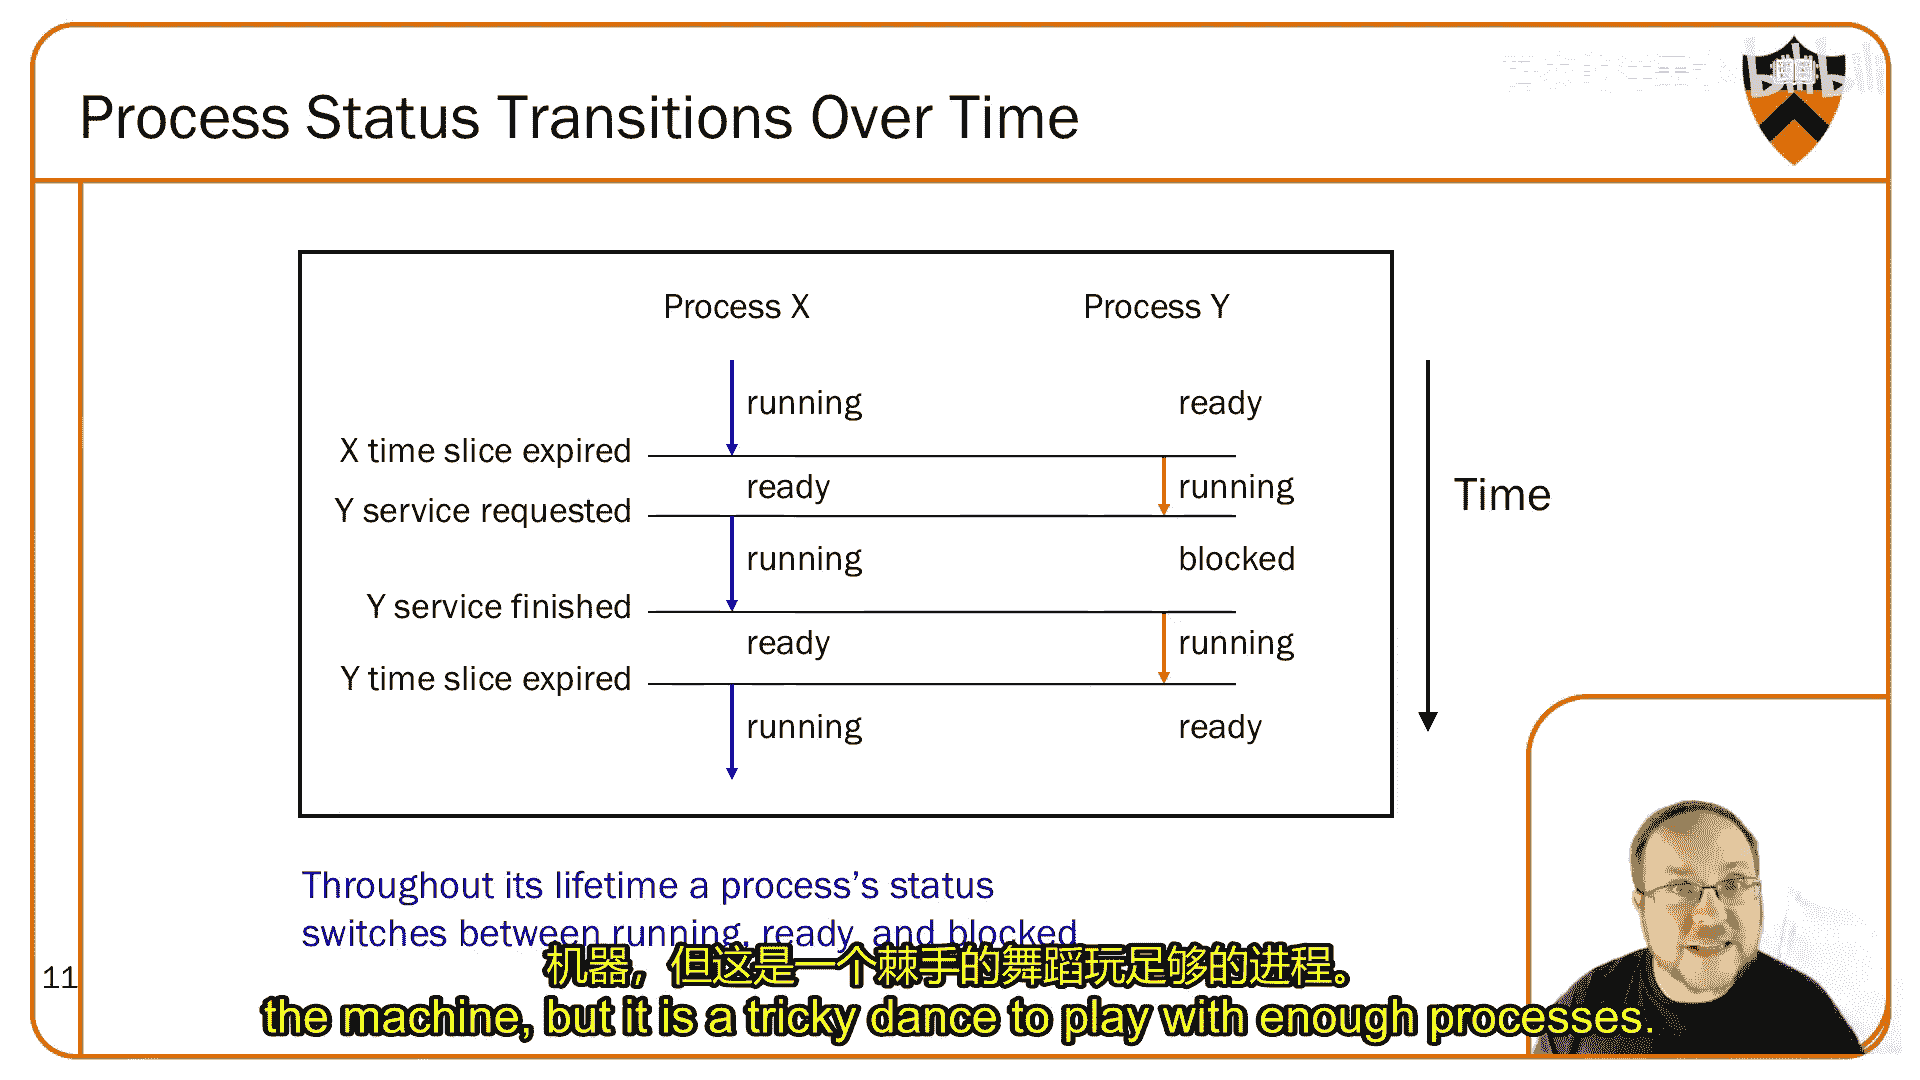 Process Status Transitions Over Time
Process X
Process Y
running
ready
X time slice expired
ready
running
Y service requested
running
blocked
Y service finished
ready
running
Y time slice expired
running
ready
Time
Throughout its lifetime a process’s status
switches between running, ready, and blocked
机器，但这是一个棘手的舞蹈玩足够的进程。
the machine, but it is a tricky dance to play with enough processes.
11
bilibili